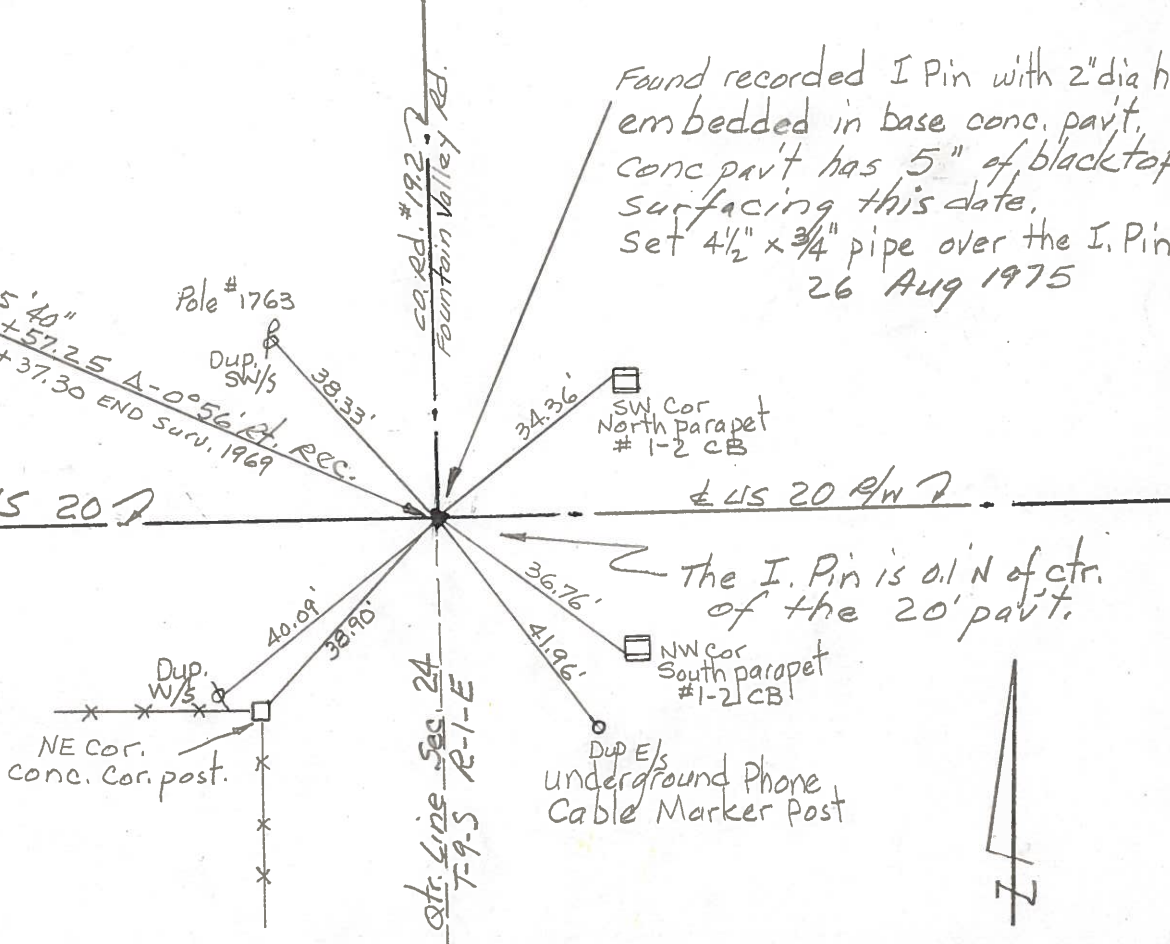 Found recorded I Pin with 2"dia h
embedded in base conc. pav't.
conc pav't has 5" of blacktop
surfacing this date.
Set 4½" x ¾" pipe over the I. Pin
26 Aug 1975
Co. Rd. #192
Fountain Valley Rd.
Pole #1763
Dup.
SW/S
38.33'
5'40"
+57.25 Δ-0°56' Rt. Rec.
+37.30 END Surv. 1969
34.36'
SW Cor
North parapet
# 1-2 CB
US 20
℄ US 20 R/W
The I. Pin is 0.1' N of ctr.
of the 20' pav't.
40.09'
38.90'
36.76'
41.96'
NW Cor
South parapet
#1-2 CB
Dup.
W/S
NE Cor.
conc. Cor. post.
Dup E/S
underground Phone
Cable Marker Post
Qtr. Line Sec. 24
T-9-S R-1-E
N